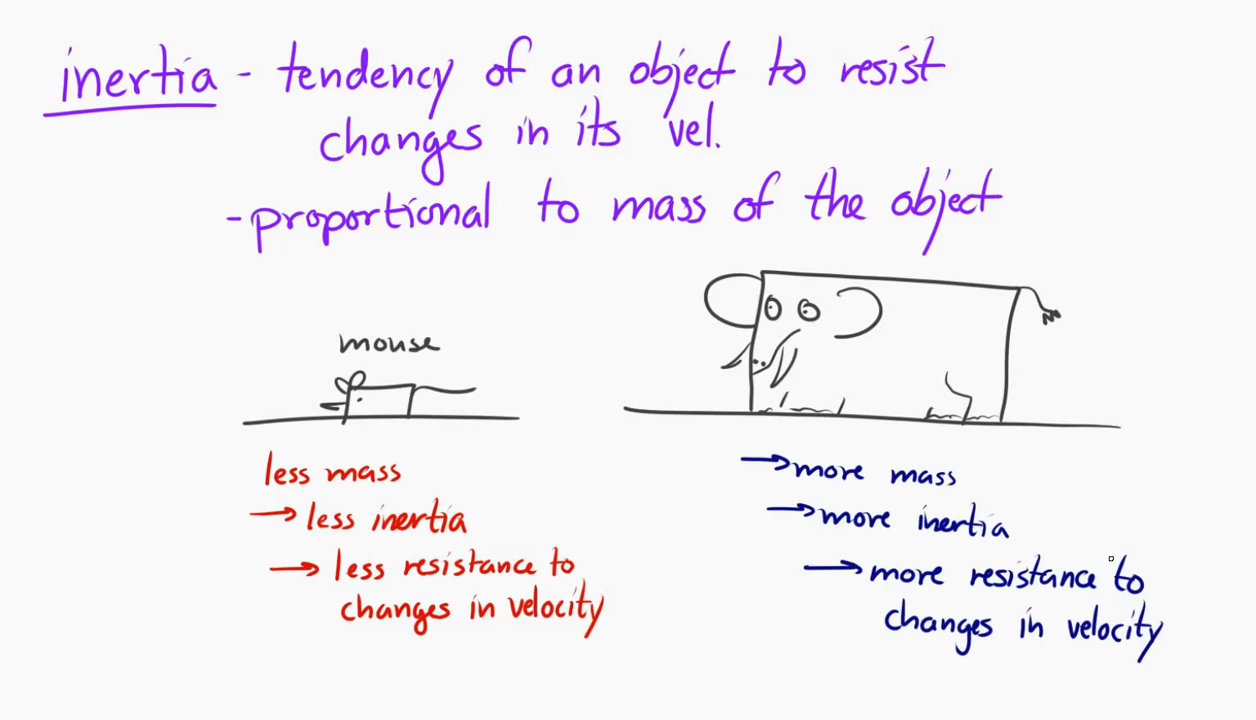 inertia - tendency of an object to resist
changes in its vel.
- proportional to mass of the object
mouse
less mass
→ less inertia
→ less resistance to
changes in velocity
→ more mass
→ more inertia
→ more resistance to
changes in velocity